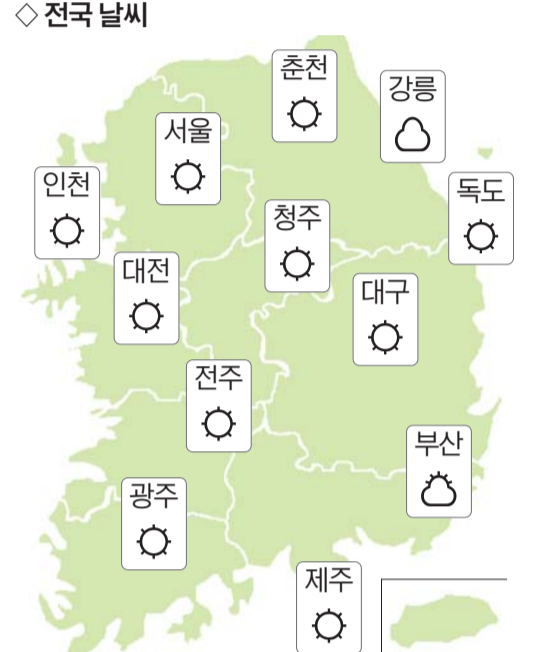 ◇ 전국 날씨
춘천
강릉
서울
인천
독도
청주
대전
대구
전주
부산
광주
제주